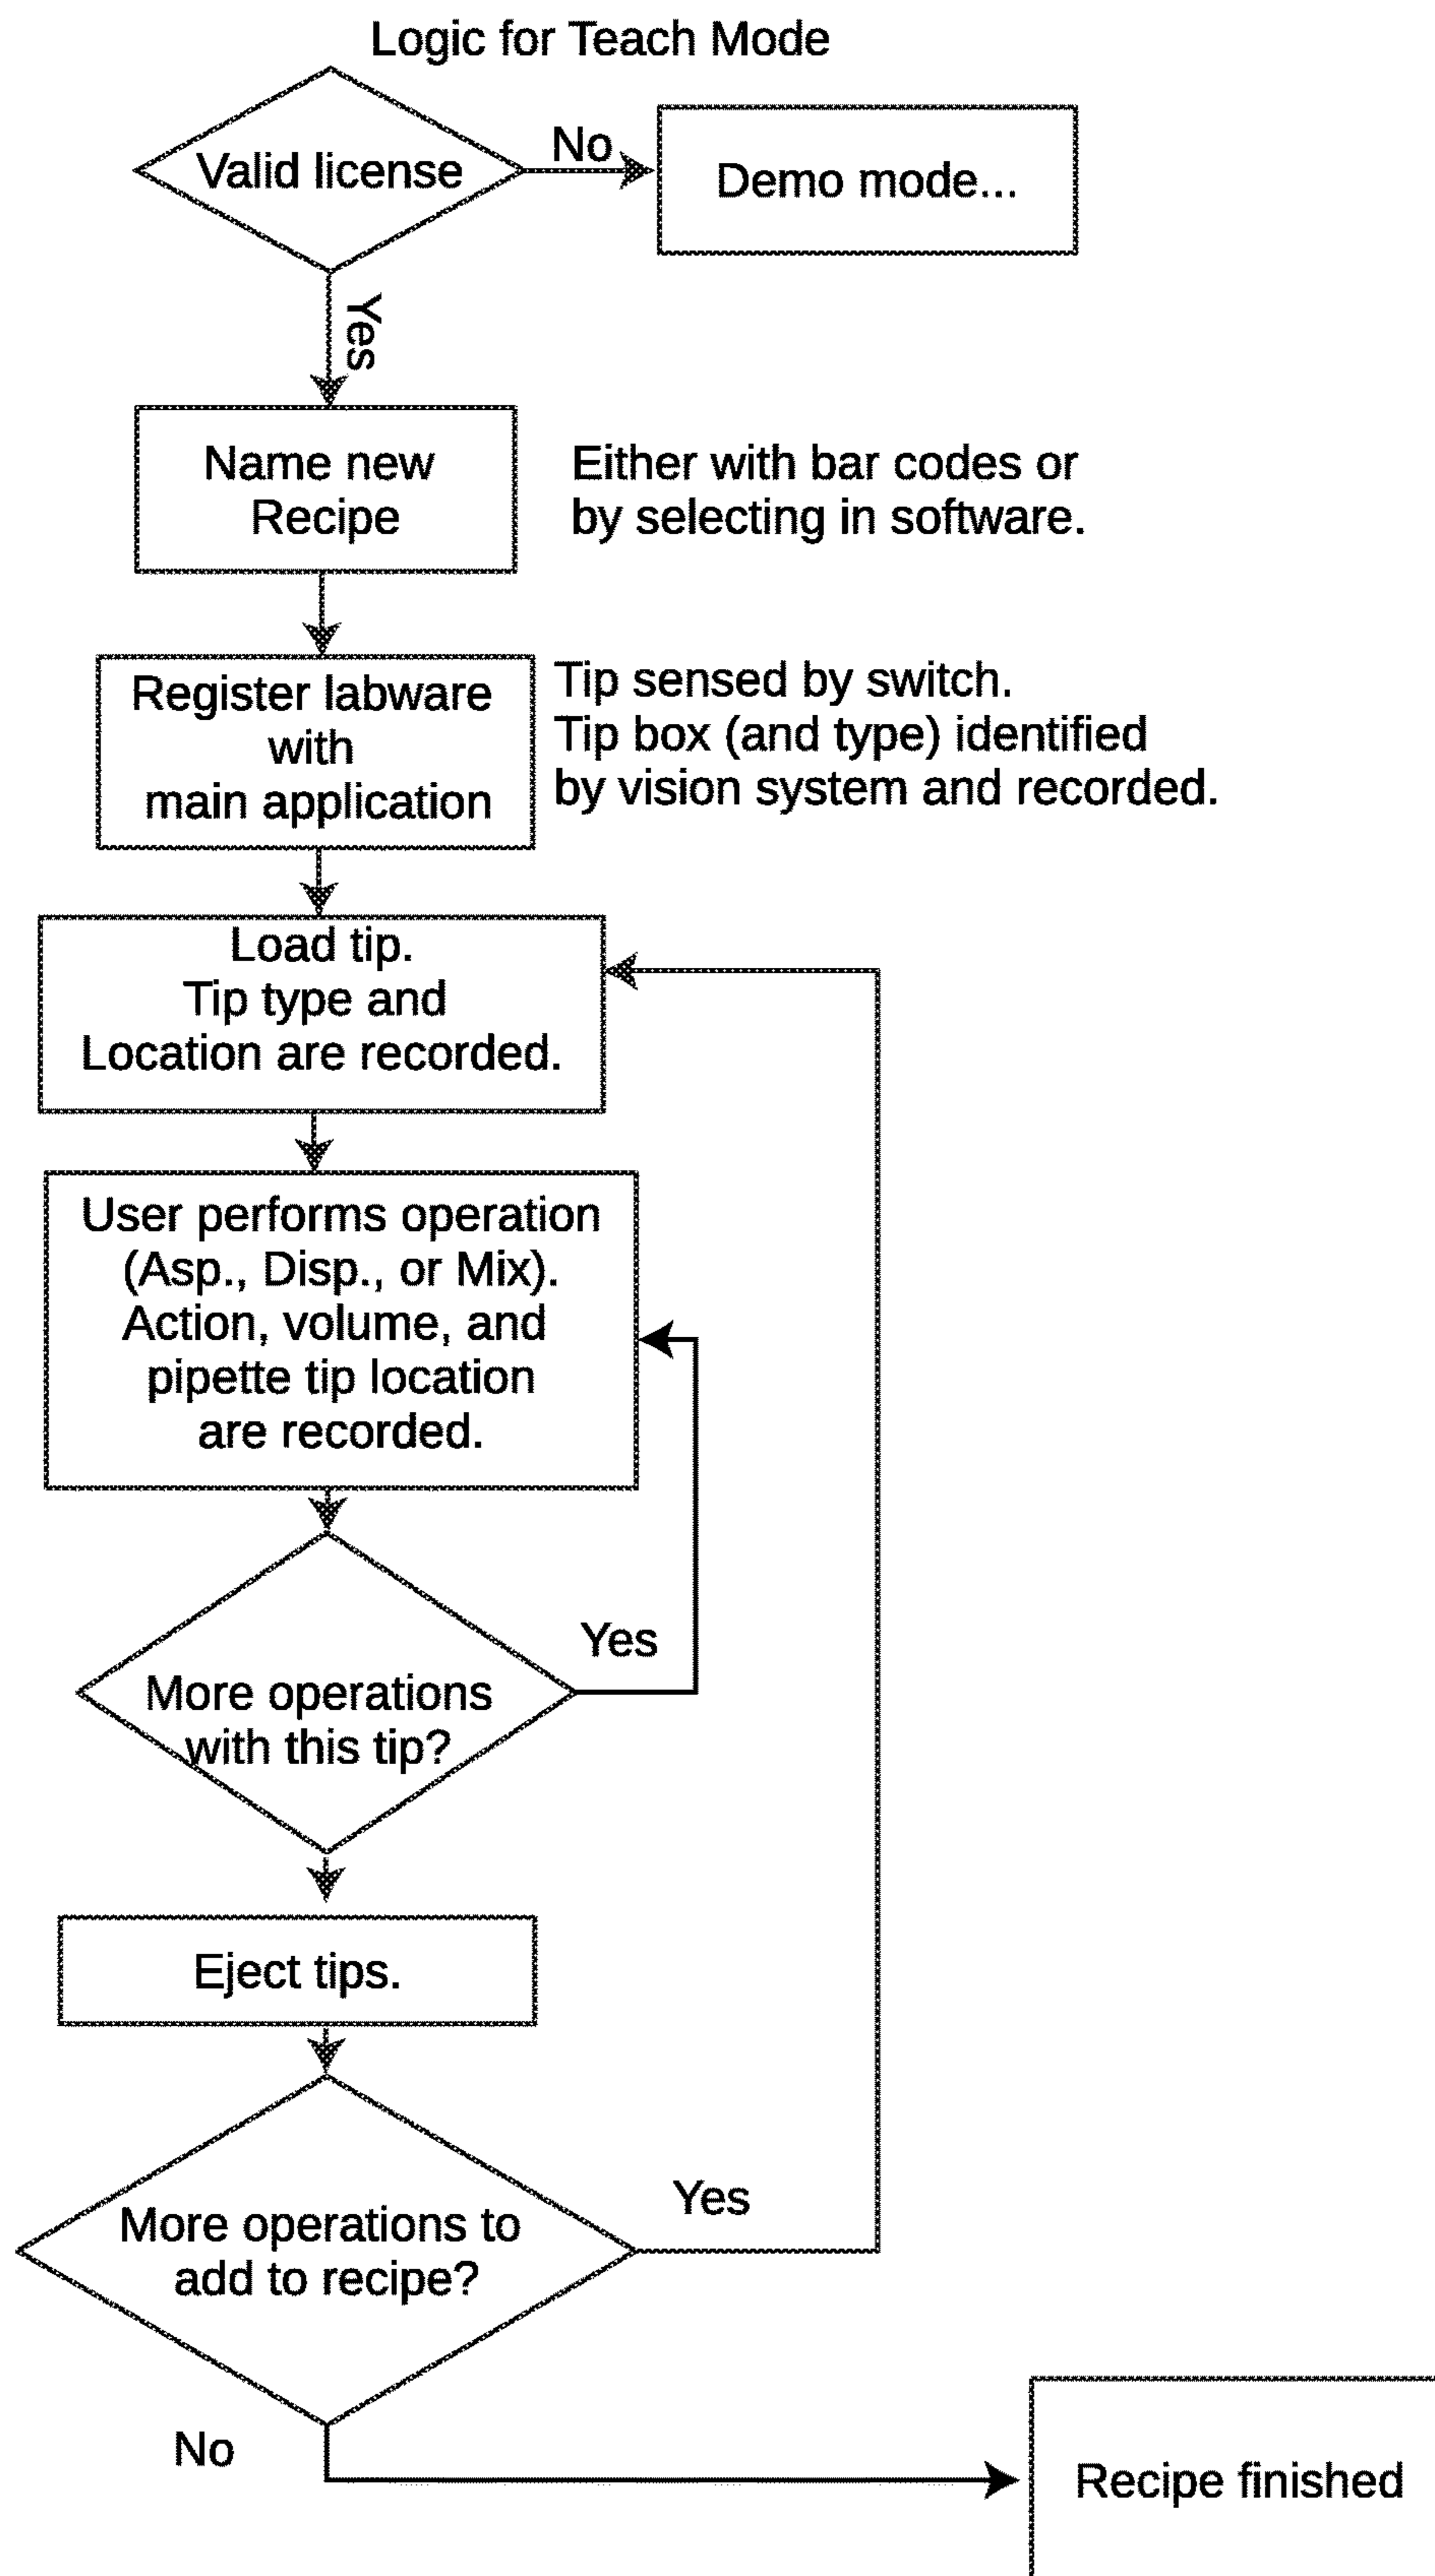 Logic for Teach Mode
Valid license
No
Demo mode...
Yes
Name new
Recipe
Either with bar codes or
by selecting in software.
Register labware
with
main application
Tip sensed by switch.
Tip box (and type) identified
by vision system and recorded.
Load tip.
Tip type and
Location are recorded.
User performs operation
(Asp., Disp., or Mix).
Action, volume, and
pipette tip location
are recorded.
Yes
More operations
with this tip?
Eject tips.
Yes
More operations to
add to recipe?
No
Recipe finished